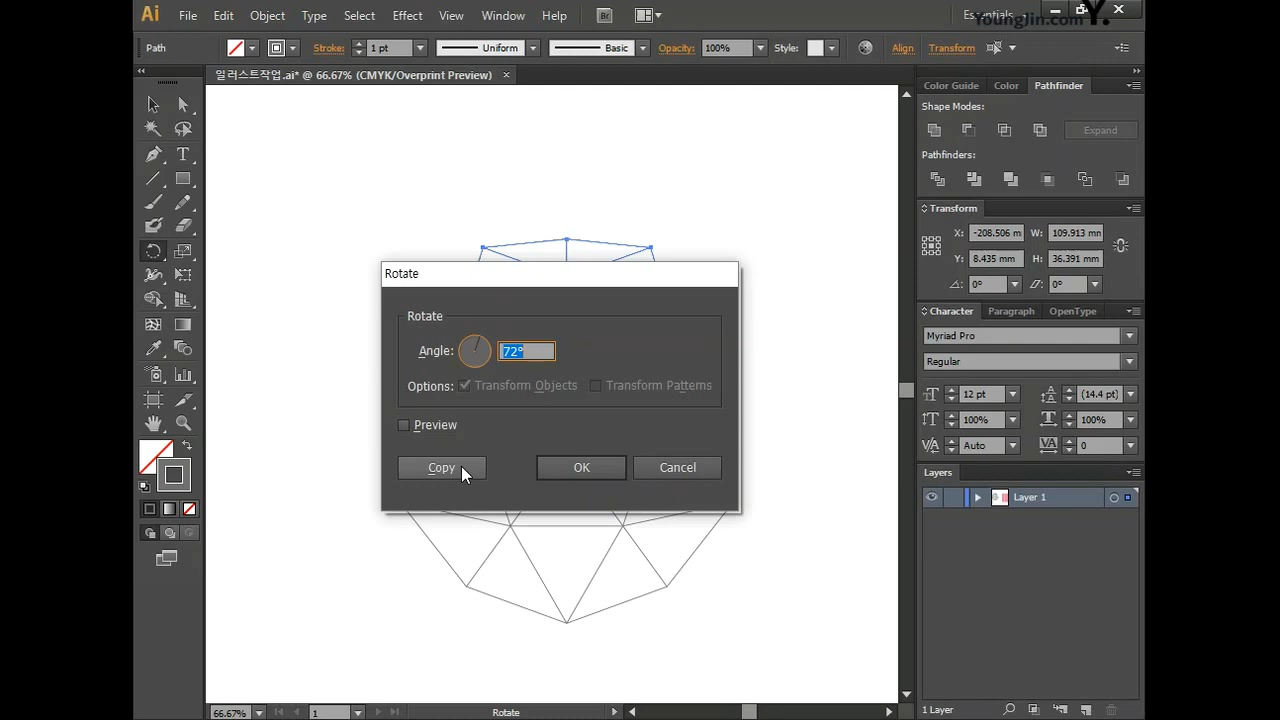 Ai File Edit Object Type Select Effect View Window Help Br Essentials
YoungJin.com Y.
Path Stroke: 1 pt Uniform Basic Opacity: 100% Style: Align Transform
일러스트작업.ai* @ 66.67% (CMYK/Overprint Preview) ×
Color Guide Color Pathfinder
Shape Modes:
Expand
Pathfinders:
Transform
X: -208.506 m W: 109.913 mn
Y: 8.435 mm H: 36.391 mm
0° 0°
Character Paragraph OpenType
Myriad Pro
Regular
12 pt (14.4 pt)
100% 100%
Auto 0
Layers
Layer 1
1 Layer
Rotate
Rotate
Angle: 72°
Options: Transform Objects Transform Patterns
Preview
Copy OK Cancel
66.67% 1 Rotate